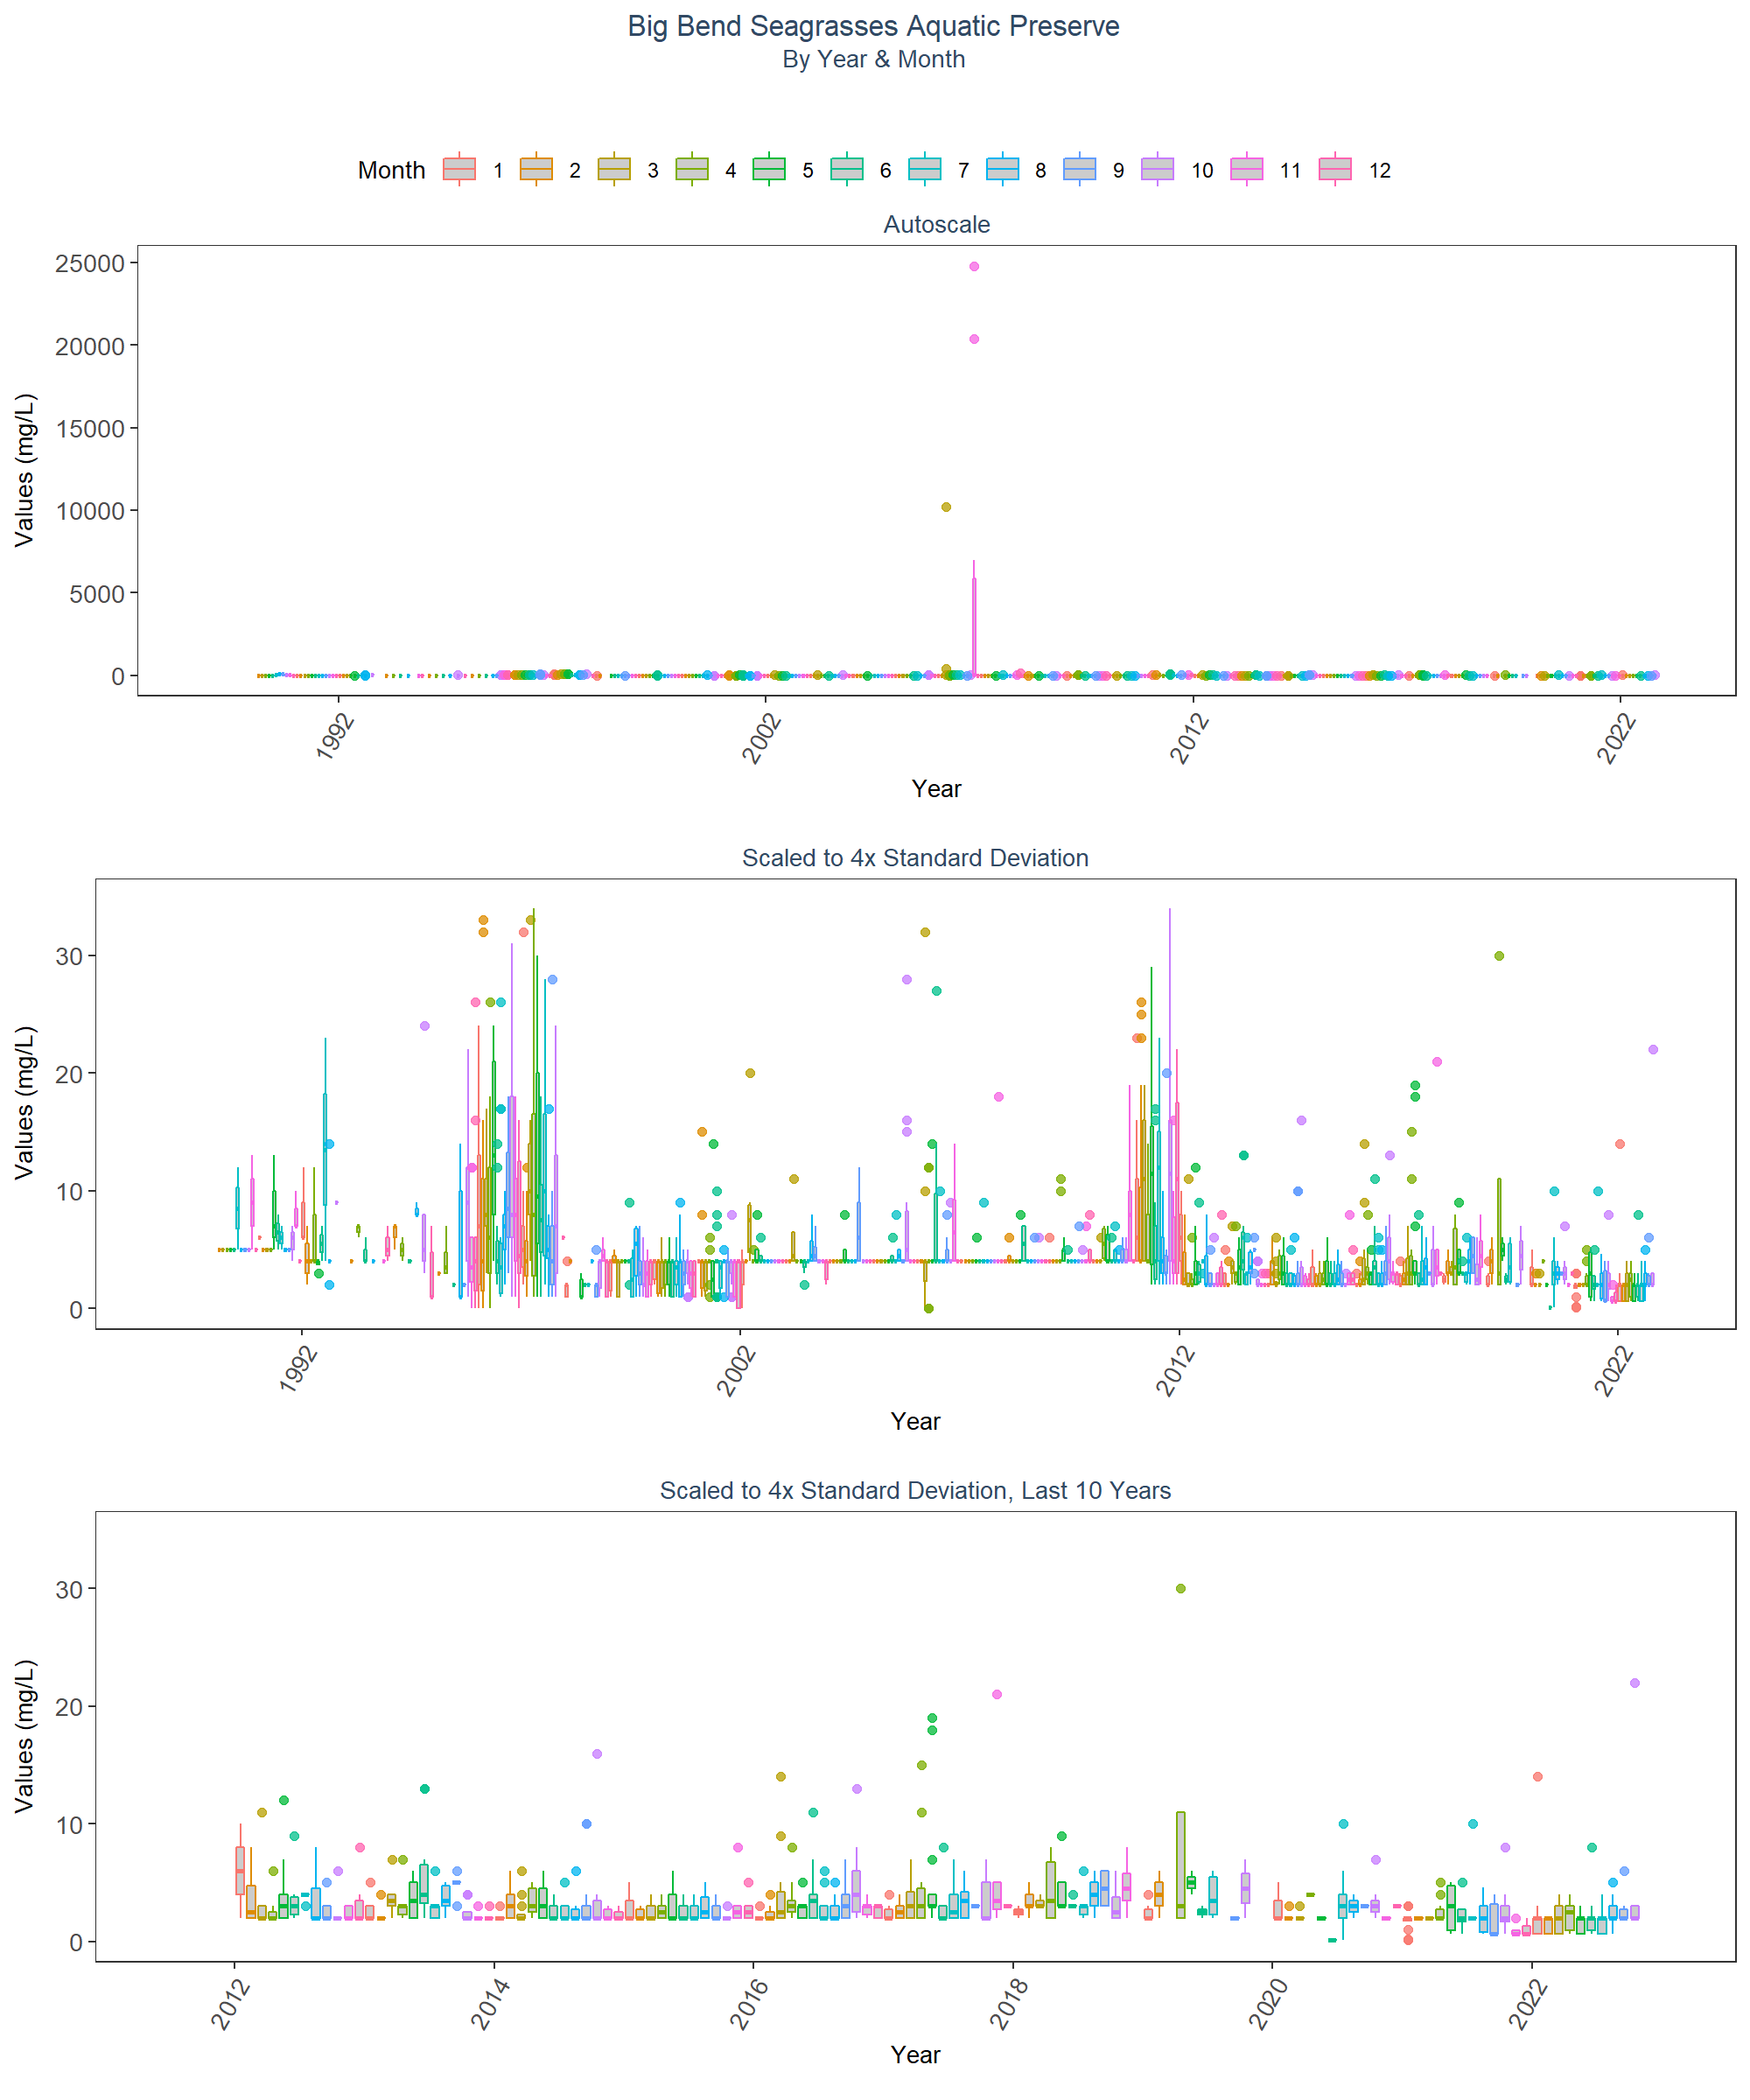 Big Bend Seagrasses Aquatic Preserve
By Year & Month
Month 1 2 3 4 5 6 7 8 9 10 11 12
Autoscale
Values (mg/L)
25000
20000
15000
10000
5000
0
1992 2002 2012 2022
Year
Scaled to 4x Standard Deviation
Values (mg/L)
30
20
10
0
1992 2002 2012 2022
Year
Scaled to 4x Standard Deviation, Last 10 Years
Values (mg/L)
30
20
10
0
2012 2014 2016 2018 2020 2022
Year